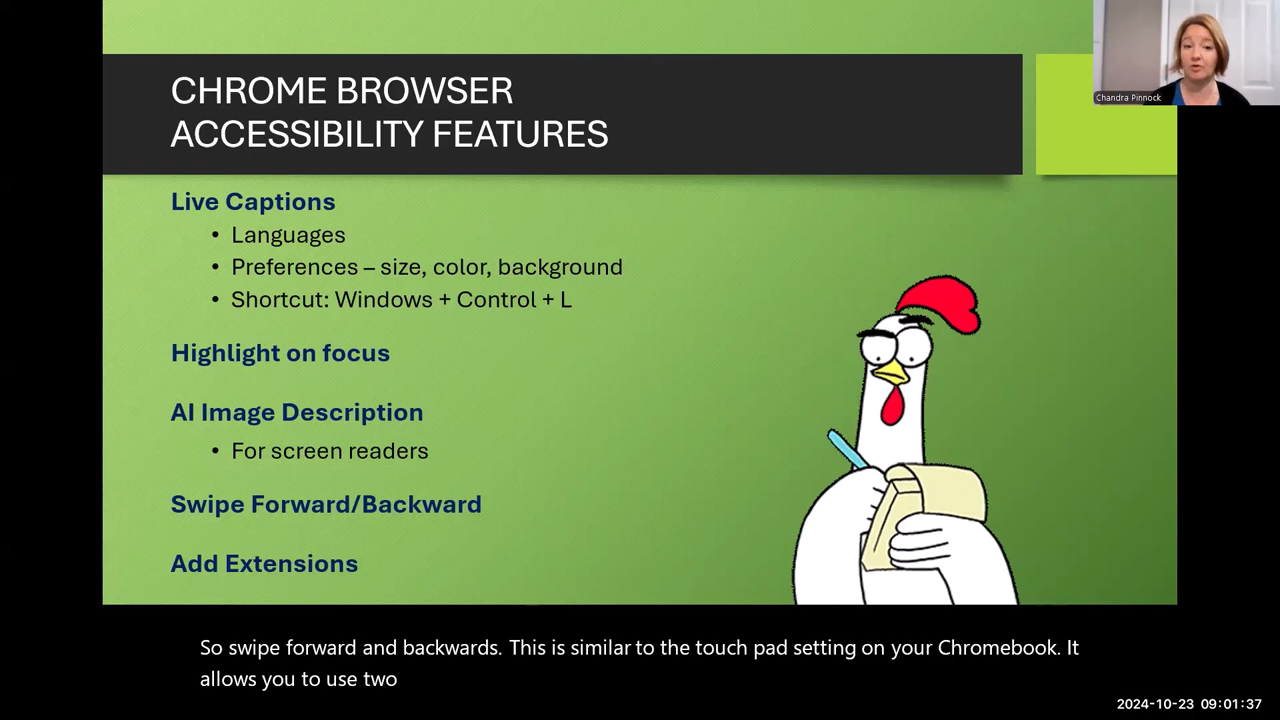 CHROME BROWSER
ACCESSIBILITY FEATURES
Chandra Pinnock
Live Captions
• Languages
• Preferences – size, color, background
• Shortcut: Windows + Control + L
Highlight on focus
AI Image Description
• For screen readers
Swipe Forward/Backward
Add Extensions
So swipe forward and backwards. This is similar to the touch pad setting on your Chromebook. It
allows you to use two
2024-10-23 09:01:37